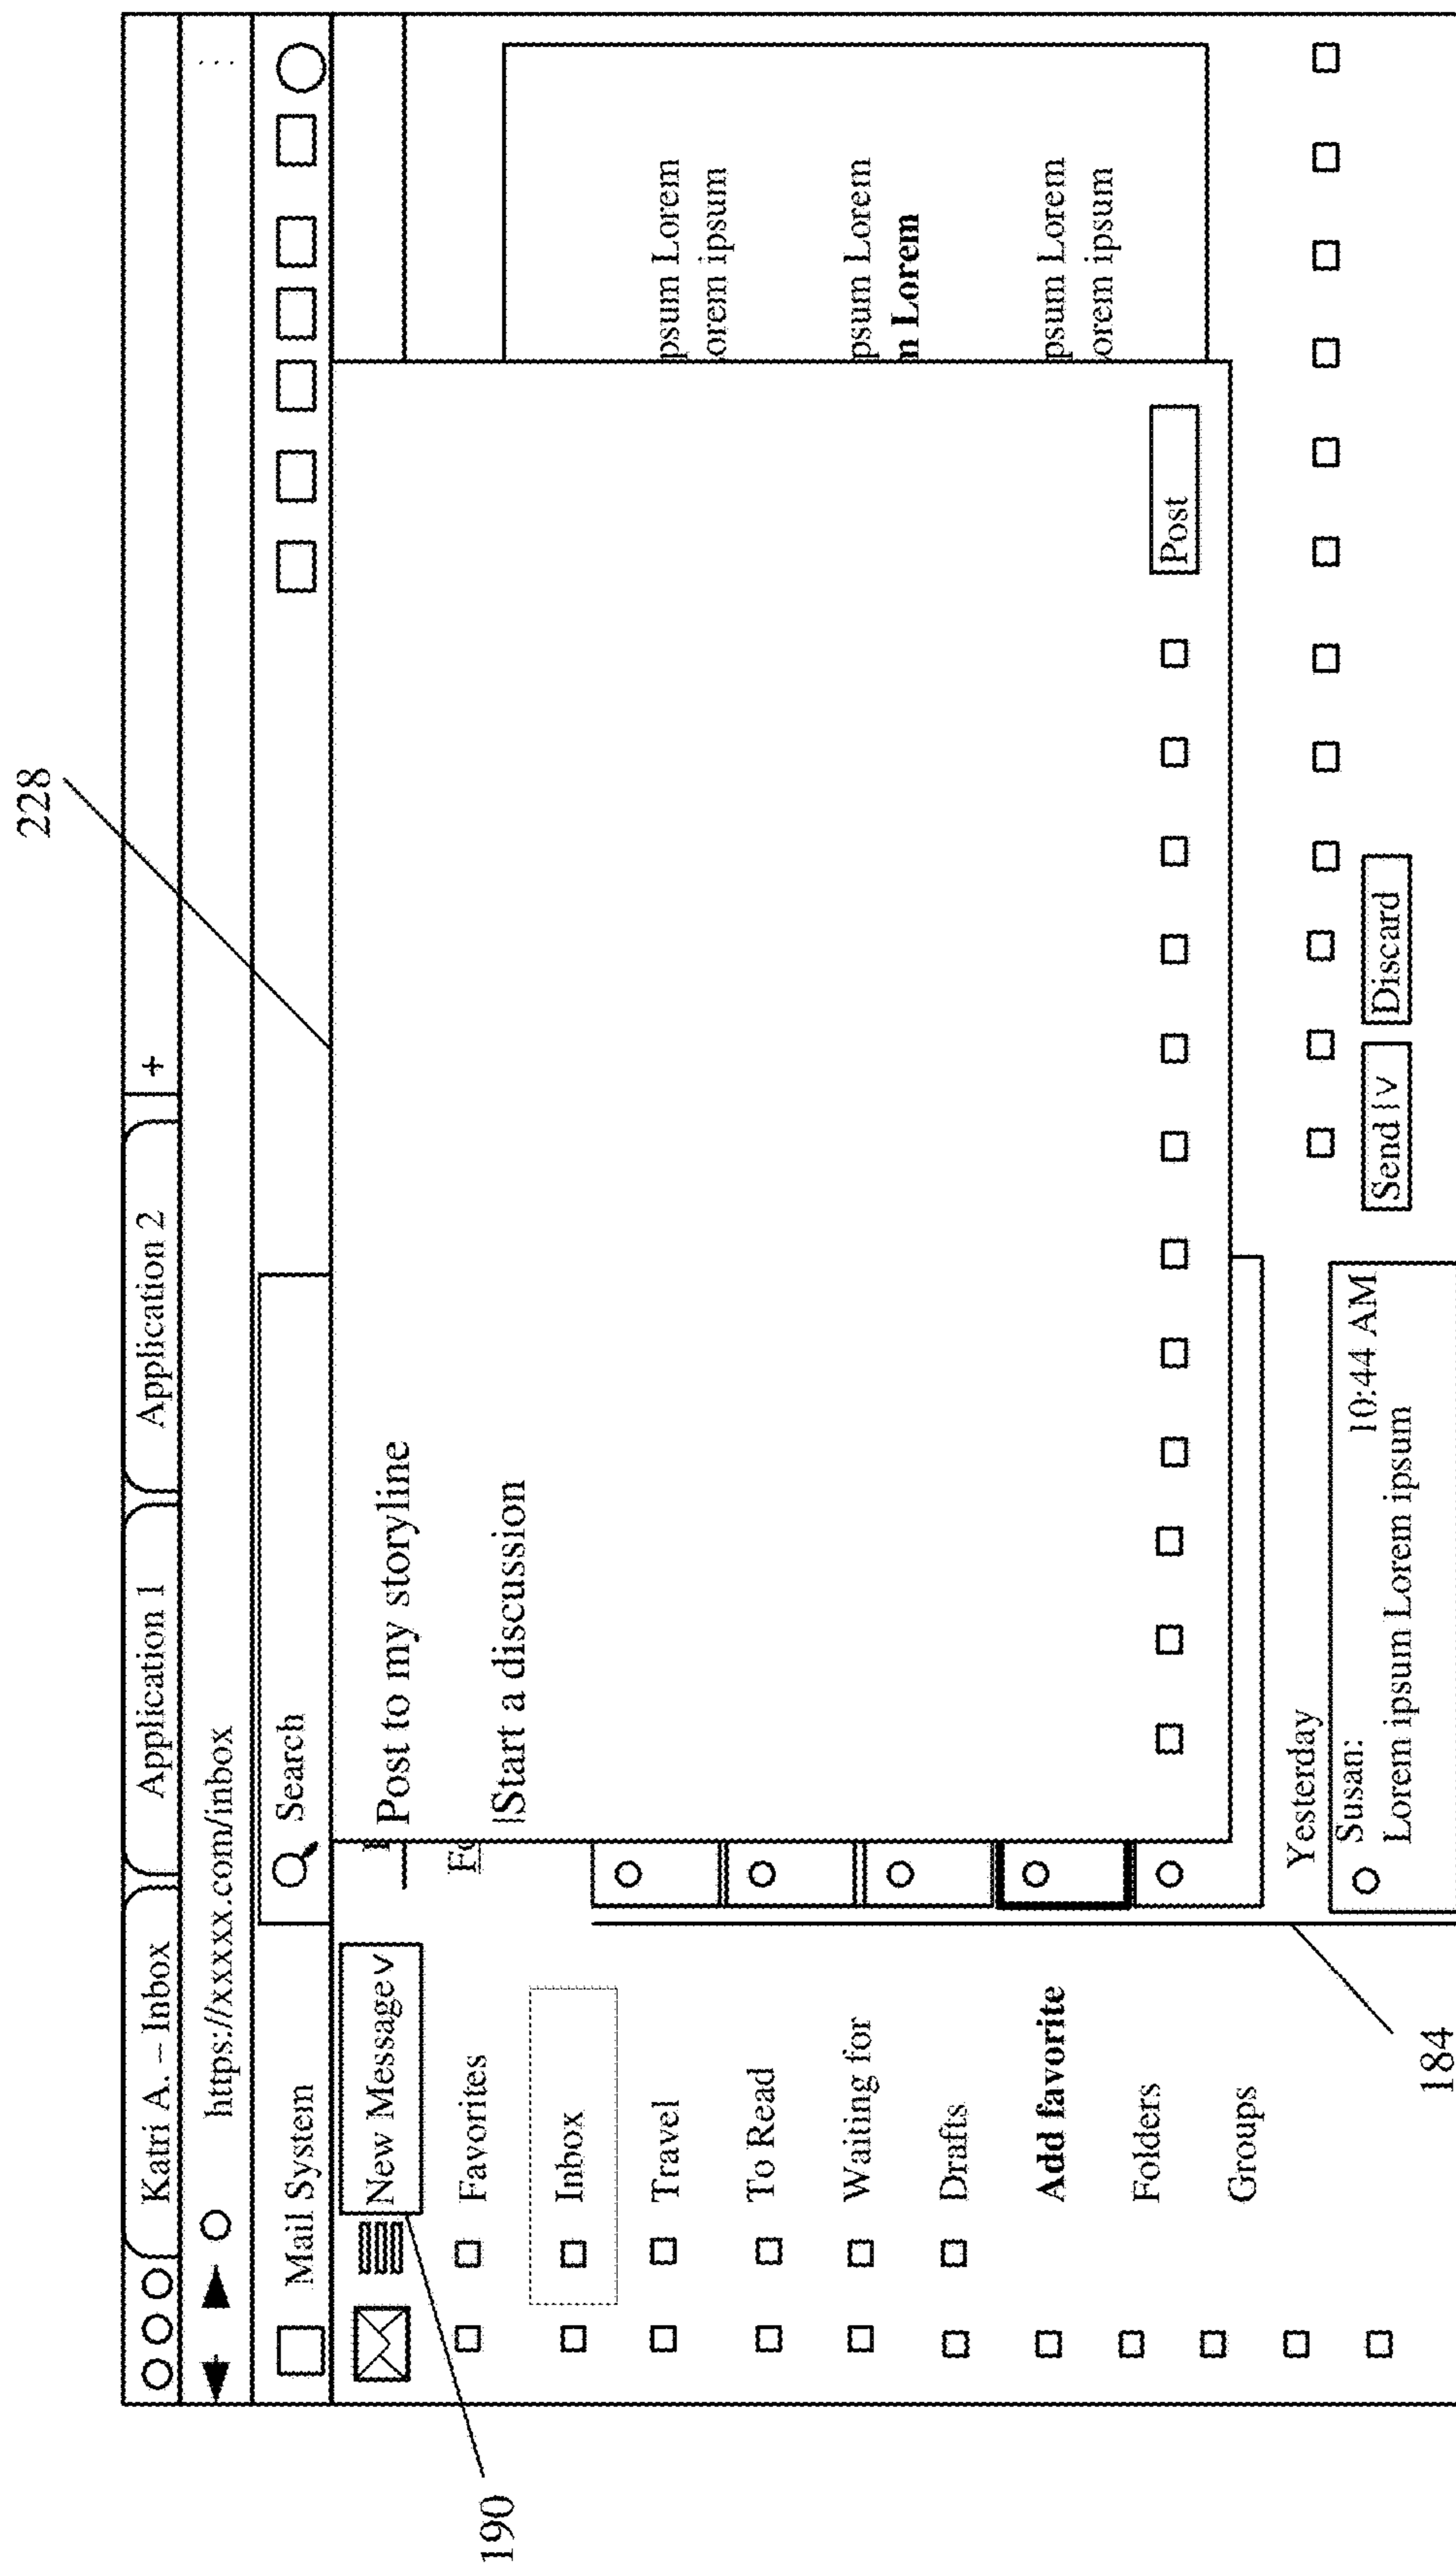 228
Katri A. – Inbox
Application 1
Application 2
+
https://xxxxx.com/inbox
Mail System
Search
190
New Message
Post to my storyline
Favorites
Start a discussion
Inbox
Travel
To Read
Waiting for
Drafts
Add favorite
Folders
Groups
psum Lorem
orem ipsum
psum Lorem
n Lorem
psum Lorem
orem ipsum
Post
Yesterday
Susan:
10:44 AM
Lorem ipsum Lorem ipsum
Send
Discard
184